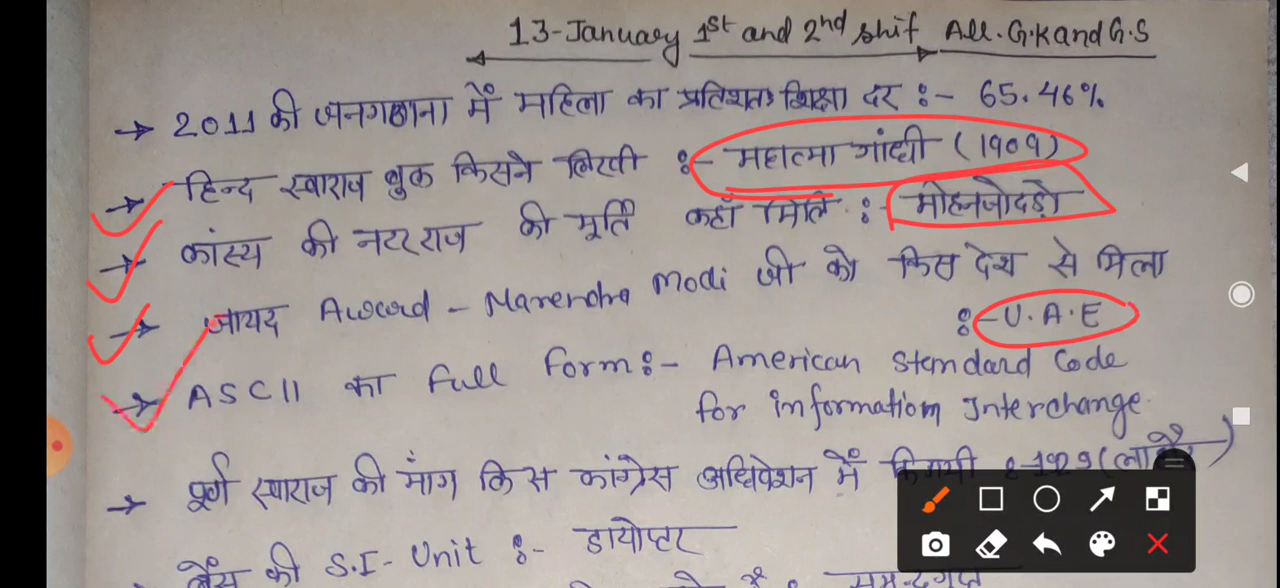 13-January 1st and 2nd shif All. G.K and G.S
→ 2011 की जनगणना में महिला का प्रतिशत शिक्षा दर :- 65.46%
→ हिन्द स्वाराज बुक किसने लिखी :- महात्मा गांधी (1909)
→ कांस्य की नटराज की मूर्ति कहाँ मिलि :- मोहनजोदड़ो
→ जायद Award - Narendra Modi जी को किस देश से मिला
:- U.A.E
→ ASCII का Full Form :- American Standard Code
for information Interchange.
→ पूर्ण स्वाराज की मांग किस कांग्रेस अधिवेशन में :- 1929 (
लेंस की S.I-Unit :- डायोप्टर